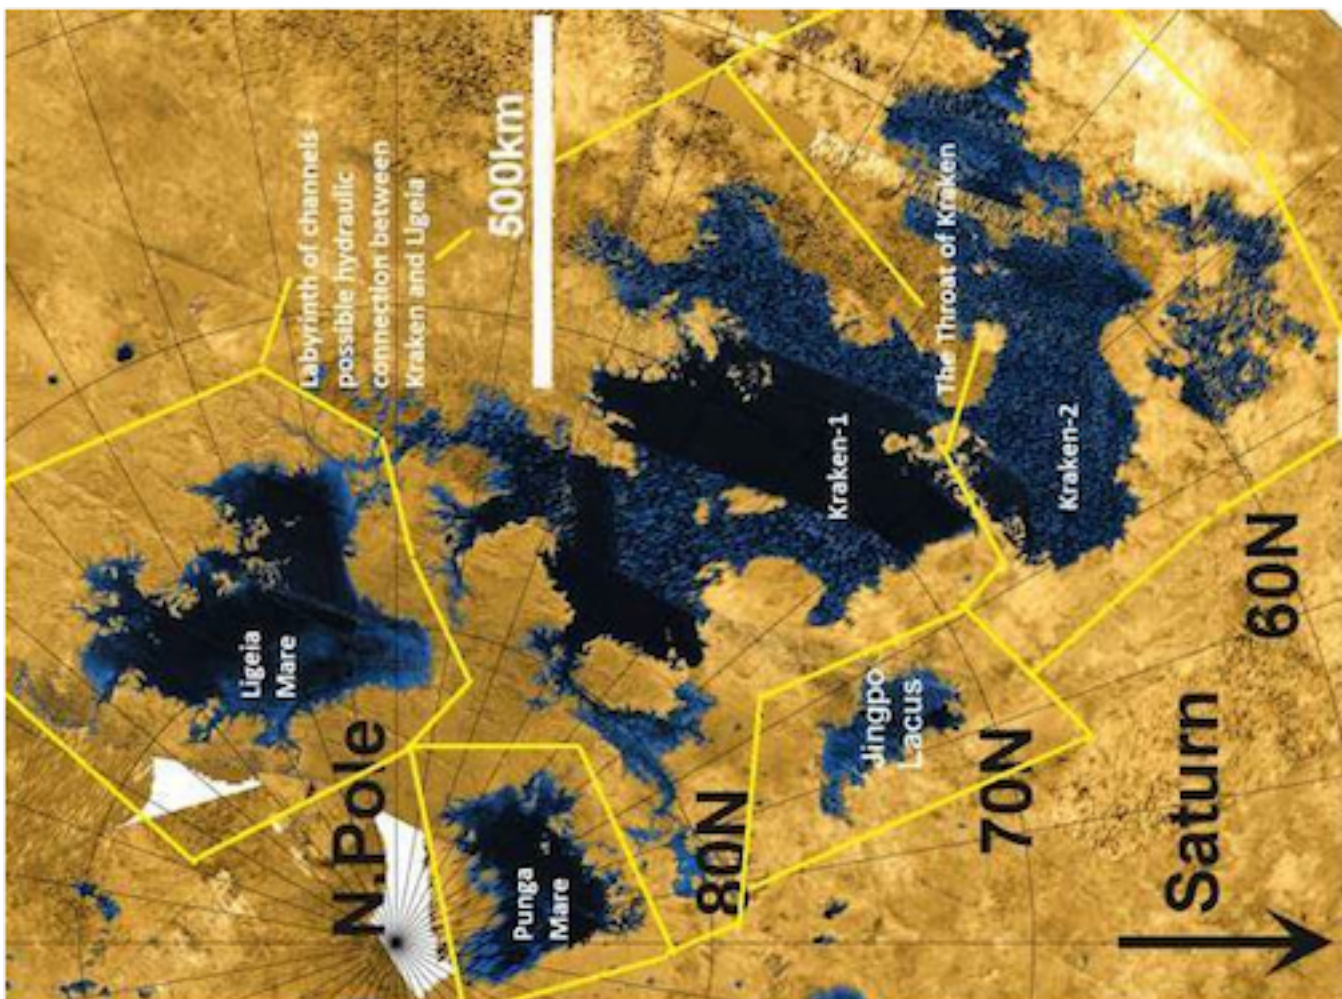 Labyrinth of channels
possible hydraulic
connection between
Kraken and Ligeia
500km
The Throat of Kraken
Kraken-1
Kraken-2
Ligeia
Mare
N.Pole
Punga
Mare
80N
Jingpo
Lacus
70N
60N
Saturn